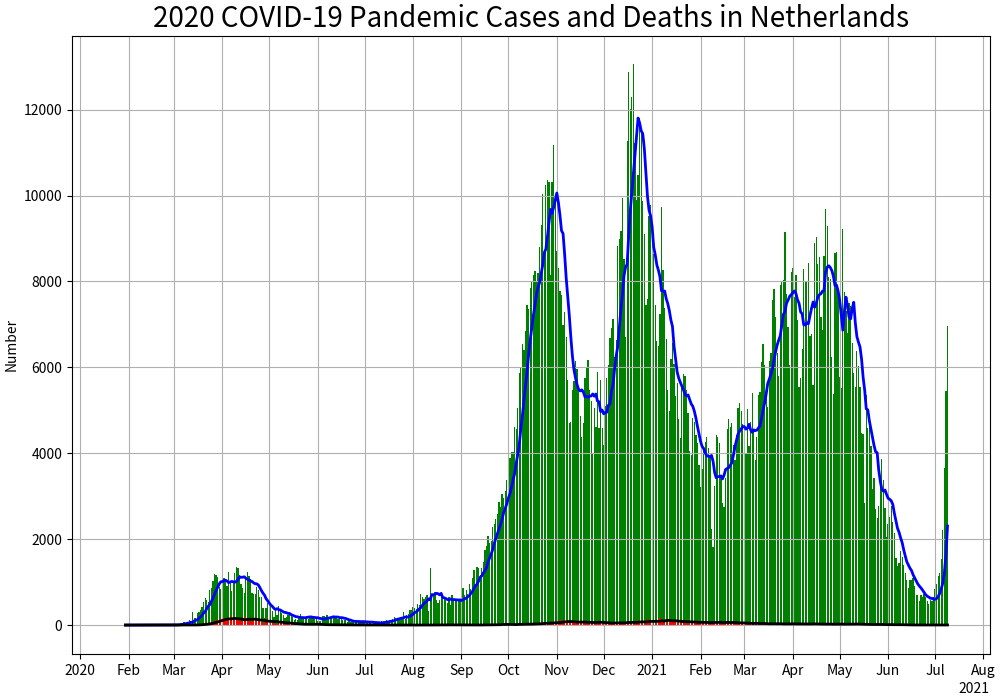 2020 COVID-19 Pandemic Cases and Deaths in Netherlands
Number
12000
10000
8000
6000
4000
2000
0
2020 Feb Mar Apr May Jun Jul Aug Sep Oct Nov Dec 2021 Feb Mar Apr May Jun Jul Aug
2021